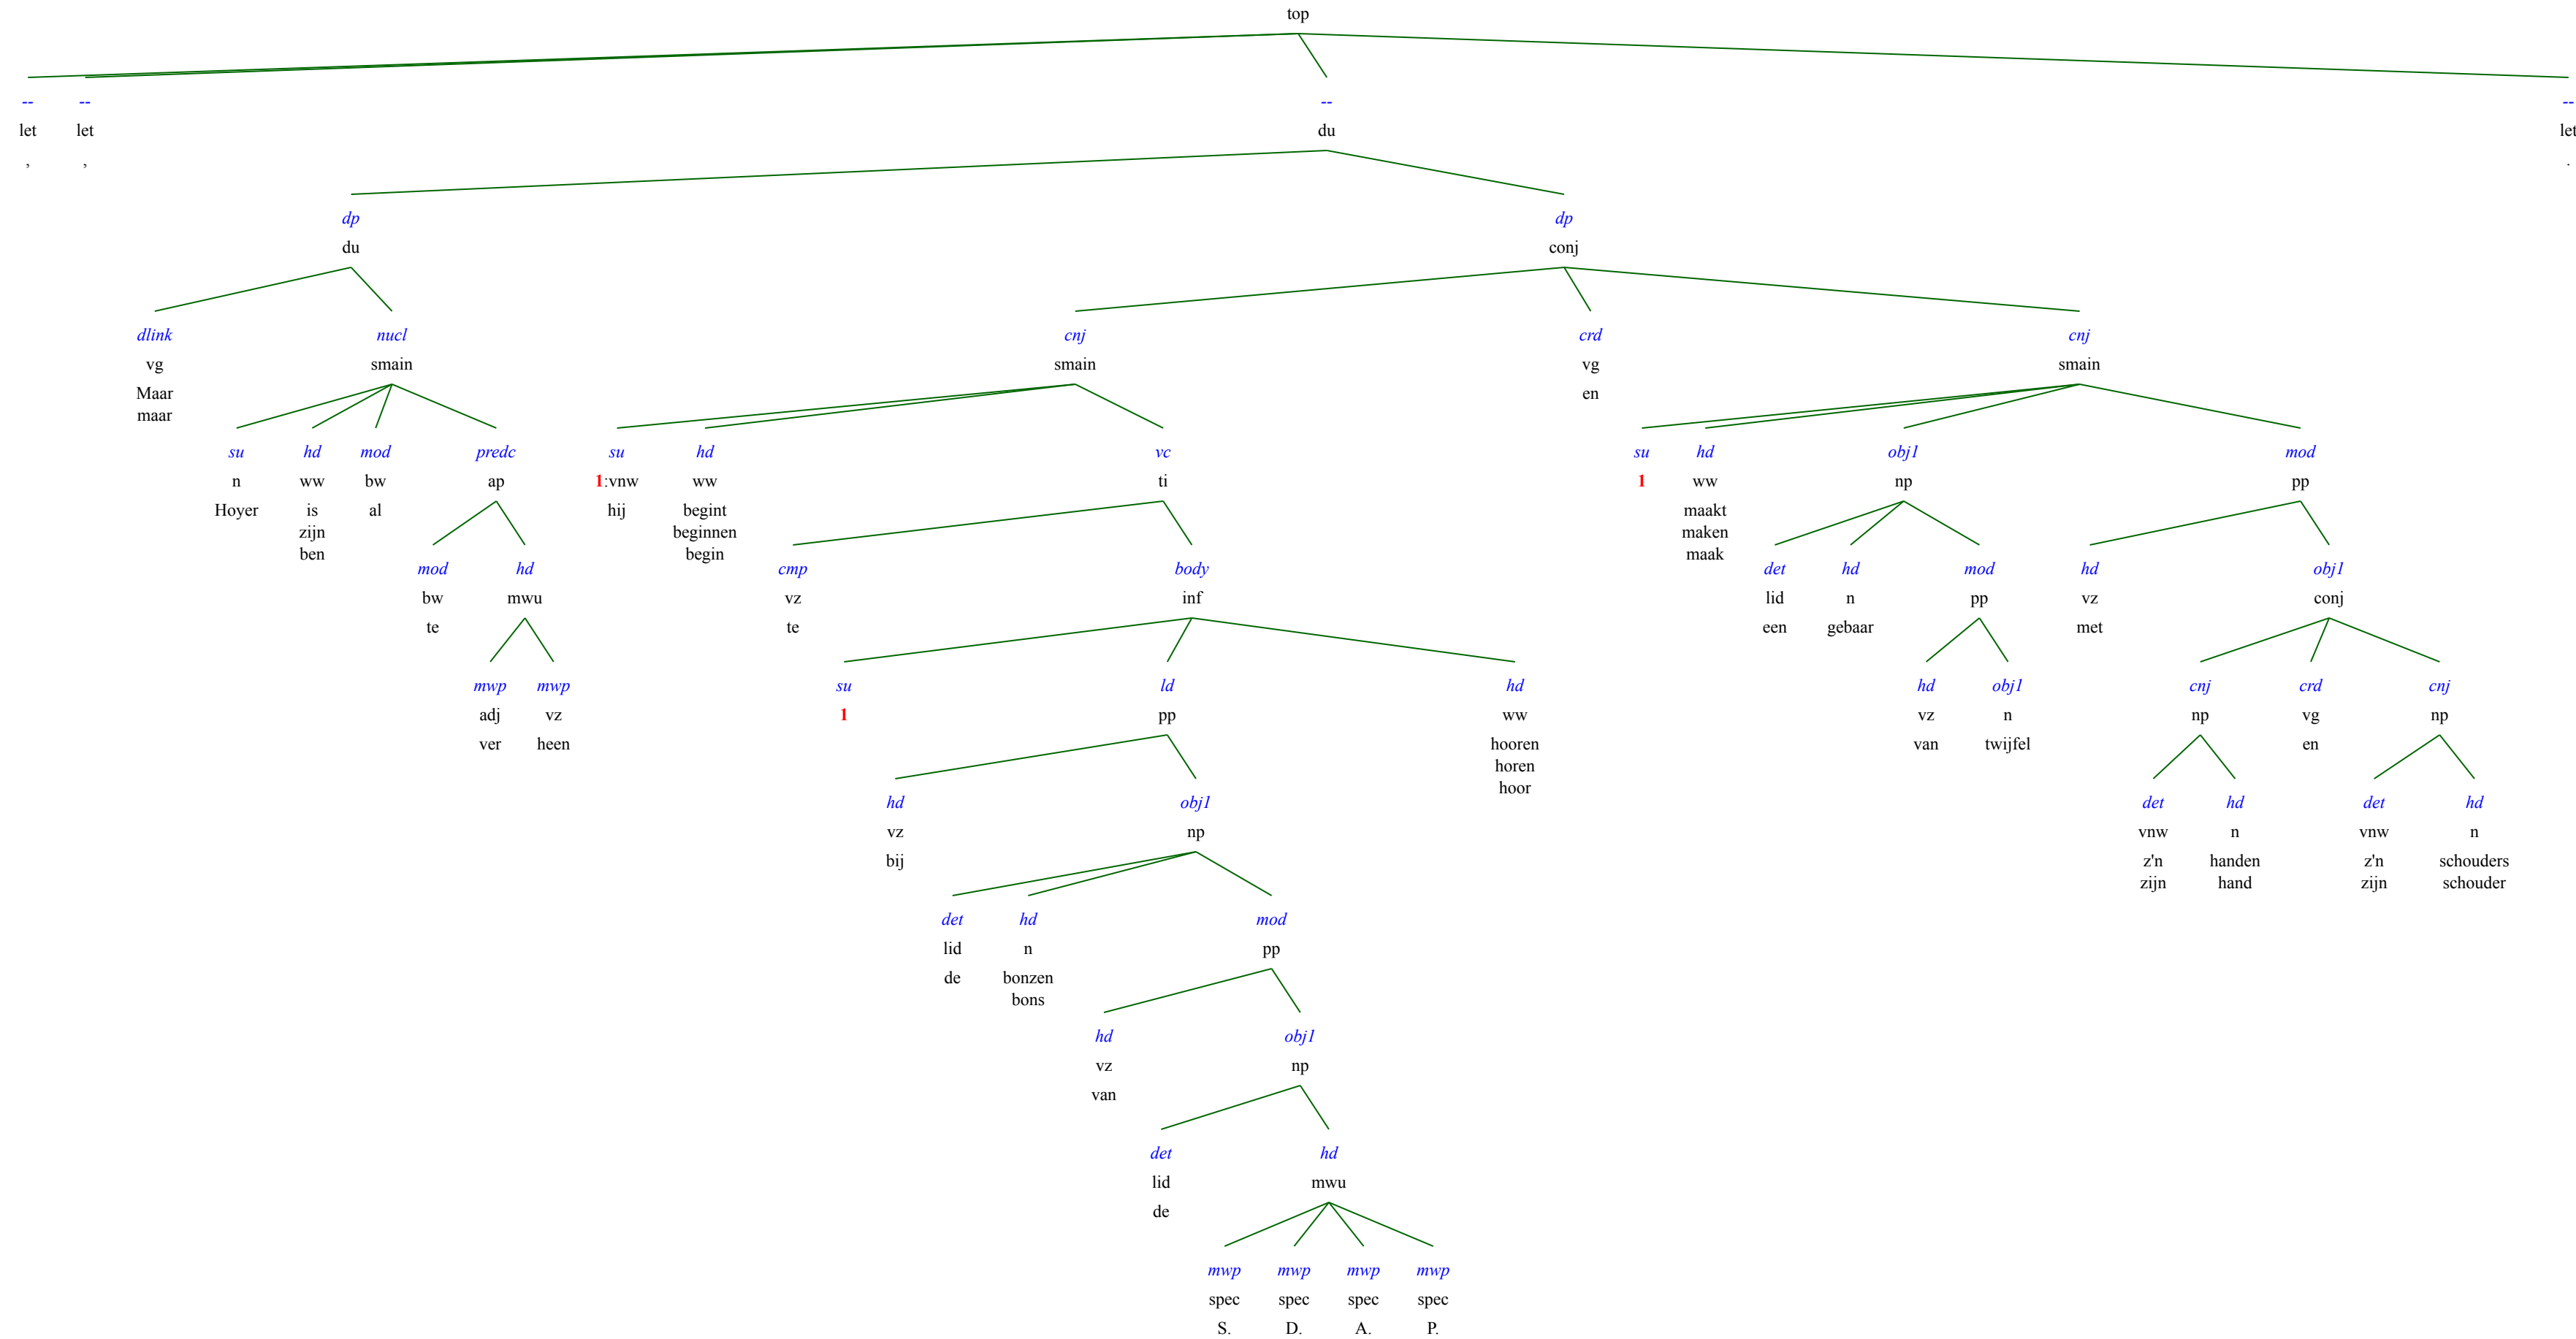 top
-- -- -- --
let let du let
, , .
dp dp
du conj
dlink nucl cnj crd cnj
vg smain smain vg smain
Maar en
maar
su hd mod predc su hd vc su hd obj1 mod
n ww bw ap 1:vnw ww ti 1 ww np pp
Hoyer is al hij begint maakt
zijn beginnen maken
ben begin maak
mod hd cmp body det hd mod hd obj1
bw mwu vz inf lid n pp vz conj
te te een gebaar met
mwp mwp su ld hd hd obj1 cnj crd cnj
adj vz 1 pp ww vz n np vg np
ver heen hooren van twijfel en
horen
hoor
hd obj1 det hd det hd
vz np vnw n vnw n
bij z'n handen z'n schouders
zijn hand zijn schouder
det hd mod
lid n pp
de bonzen
bons
hd obj1
vz np
van
det hd
lid mwu
de
mwp mwp mwp mwp
spec spec spec spec
S. D. A. P.